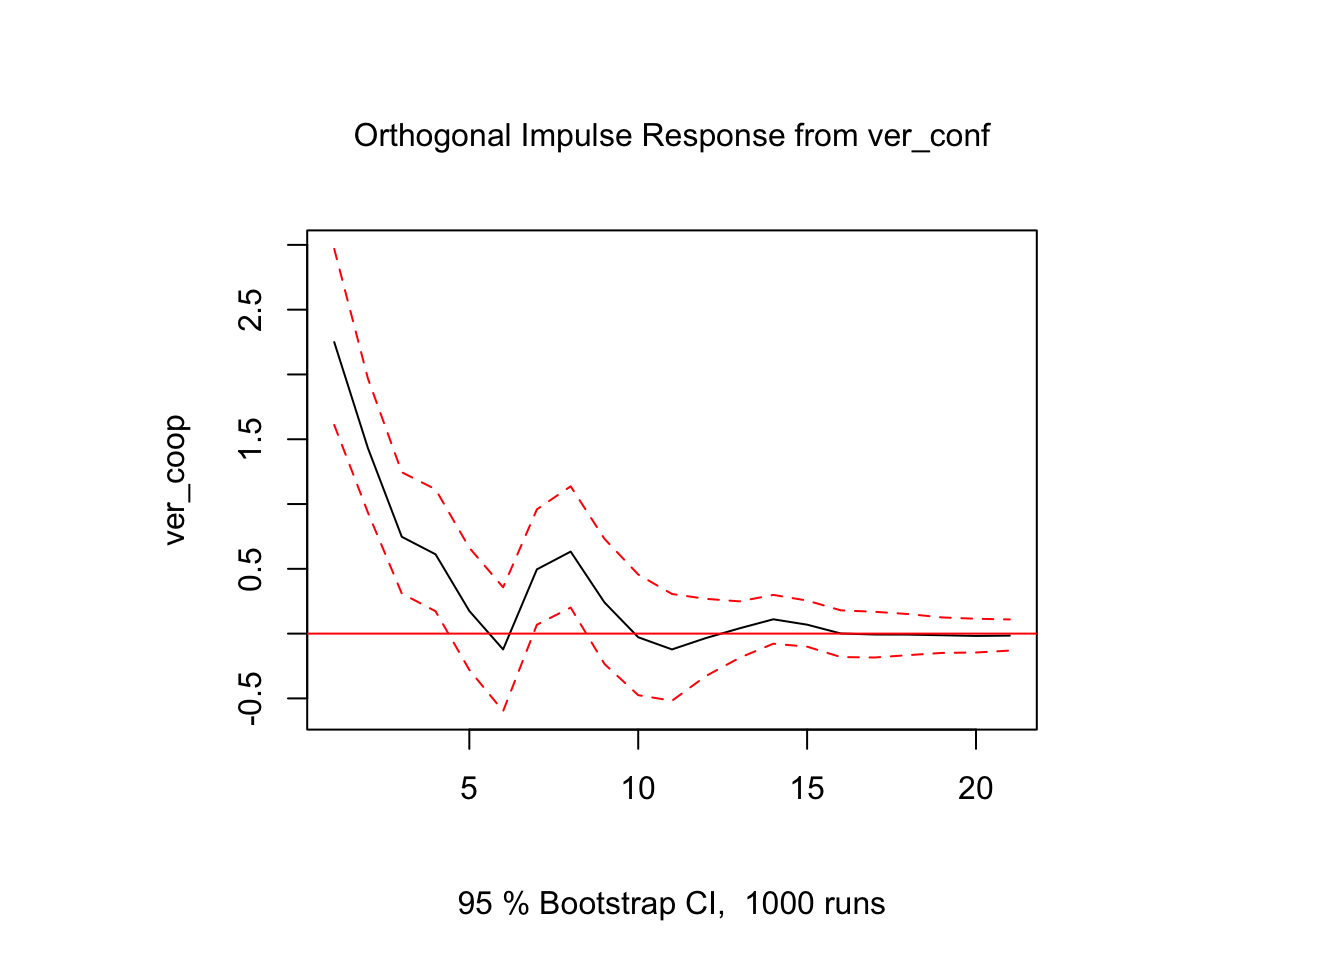 Orthogonal Impulse Response from ver_conf
ver_coop
2.5
1.5
0.5
-0.5
5 10 15 20
95 % Bootstrap CI,  1000 runs